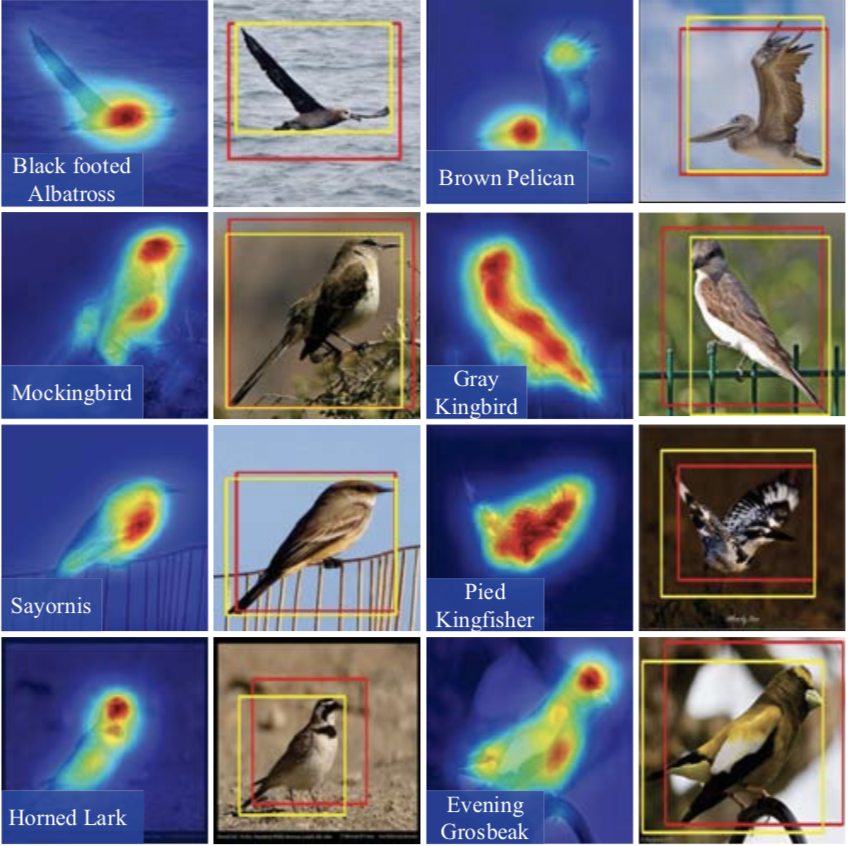 Black footed
Albatross
Brown Pelican
Mockingbird
Gray
Kingbird
Sayornis
Pied
Kingfisher
Horned Lark
Evening
Grosbeak